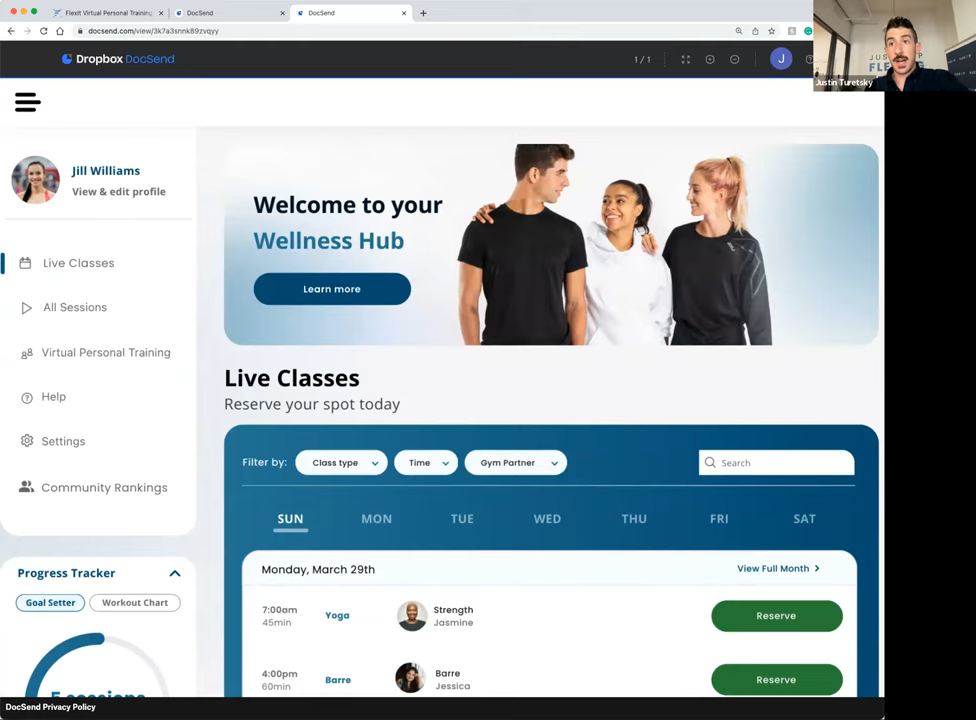 FlexIt Virtual Personal Training
DocSend
DocSend
docsend.com/view/3k7a3snnk89zvqyy
Dropbox DocSend
1 / 1
J
Justin Turetsky
Jill Williams
View & edit profile
Live Classes
All Sessions
Virtual Personal Training
Help
Settings
Community Rankings
Progress Tracker
Goal Setter
Workout Chart
5 sessions
Welcome to your
Wellness Hub
Learn more
Live Classes
Reserve your spot today
Filter by:
Class type
Time
Gym Partner
Search
SUN MON TUE WED THU FRI SAT
Monday, March 29th
View Full Month
7:00am
45min
Yoga
Strength
Jasmine
Reserve
4:00pm
60min
Barre
Barre
Jessica
Reserve
DocSend Privacy Policy